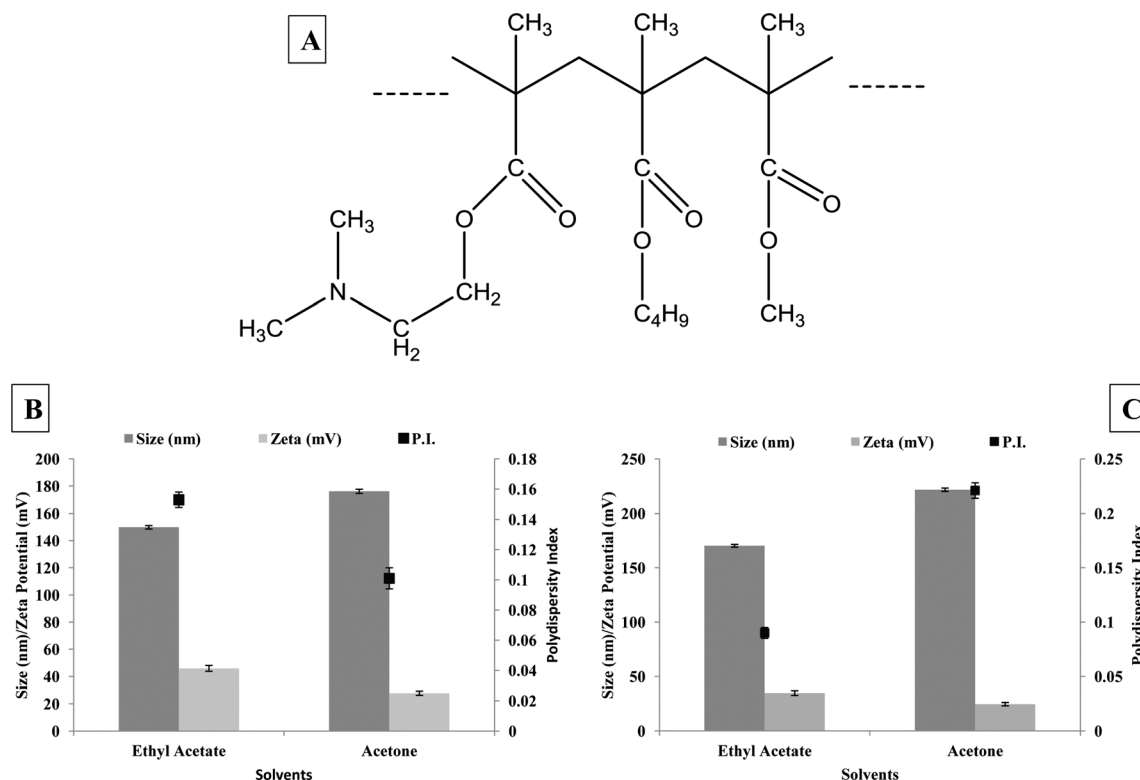 A
CH3 CH3 CH3
C C C
O O O O
CH3 O O
N CH2
H3C C C4H9 CH3
H2
B
Size (nm) Zeta (mV) P.I.
Size (nm)/Zeta Potential (mV)
200
180
160
140
120
100
80
60
40
20
0
0.18
0.16
0.14
0.12
0.1
0.08
0.06
0.04
0.02
0
Polydispersity Index
Ethyl Acetate Acetone
Solvents
C
Size (nm) Zeta (mV) P.I.
Size (nm)/Zeta Potential (mV)
250
200
150
100
50
0
0.25
0.2
0.15
0.1
0.05
0
Polydispersity Index
Ethyl Acetate Acetone
Solvents